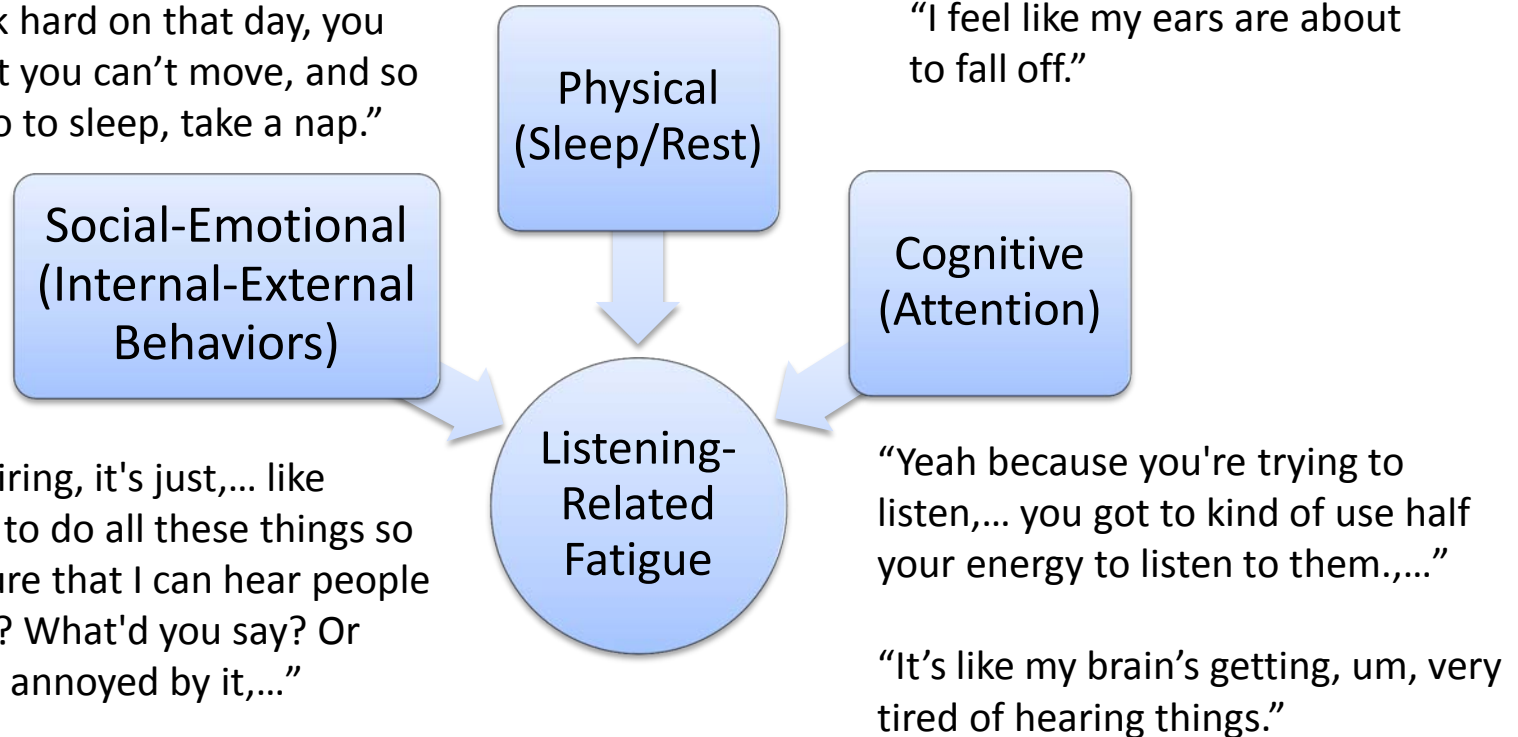 k hard on that day, you
t you can’t move, and so
o to sleep, take a nap.”
Physical
(Sleep/Rest)
“I feel like my ears are about
to fall off.”
Social-Emotional
(Internal-External
Behaviors)
Cognitive
(Attention)
Listening-
Related
Fatigue
iring, it's just,... like
to do all these things so
ure that I can hear people
? What'd you say? Or
annoyed by it,...”
“Yeah because you're trying to
listen,... you got to kind of use half
your energy to listen to them.,...”
“It’s like my brain’s getting, um, very
tired of hearing things.”